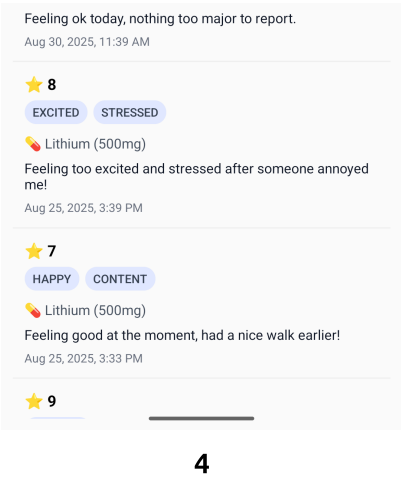 Feeling ok today, nothing too major to report.
Aug 30, 2025, 11:39 AM
⭐ 8
EXCITED STRESSED
💊 Lithium (500mg)
Feeling too excited and stressed after someone annoyed
me!
Aug 25, 2025, 3:39 PM
⭐ 7
HAPPY CONTENT
💊 Lithium (500mg)
Feeling good at the moment, had a nice walk earlier!
Aug 25, 2025, 3:33 PM
⭐ 9
4